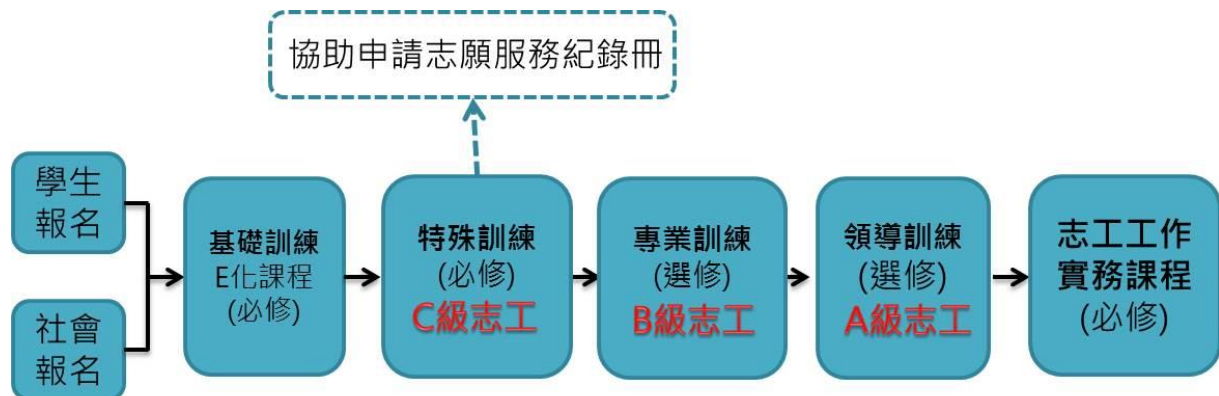 協助申請志願服務紀錄冊
學生
報名
社會
報名
基礎訓練
E化課程
(必修)
特殊訓練
(必修)
C級志工
專業訓練
(選修)
B級志工
領導訓練
(選修)
A級志工
志工工作
實務課程
(必修)